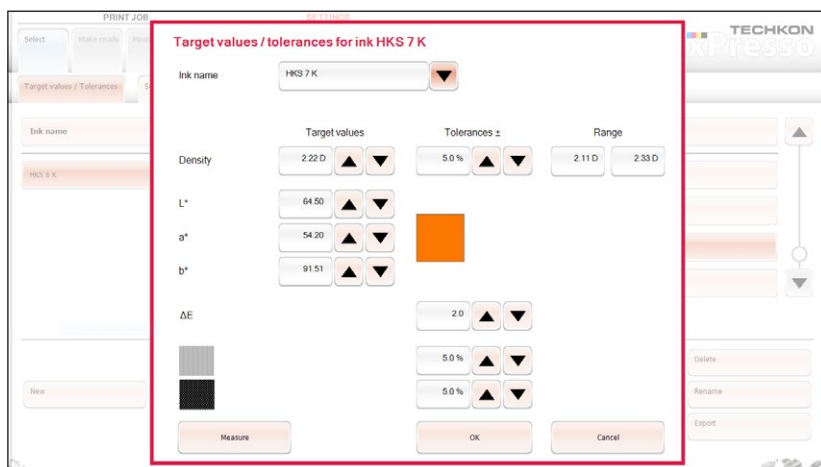 PRINT JOB
SETTINGS
TECHKON
Select
Make ready
Target values / Tolerances
Ink name
HKS 6 K
New
Delete
Rename
Export
Target values / tolerances for ink HKS 7 K
Ink name
HKS 7 K
Target values
Tolerances ±
Range
Density
2.22 D
5.0 %
2.11 D
2.33 D
L*
64.50
a*
54.20
b*
91.51
ΔE
2.0
5.0 %
5.0 %
Measure
OK
Cancel